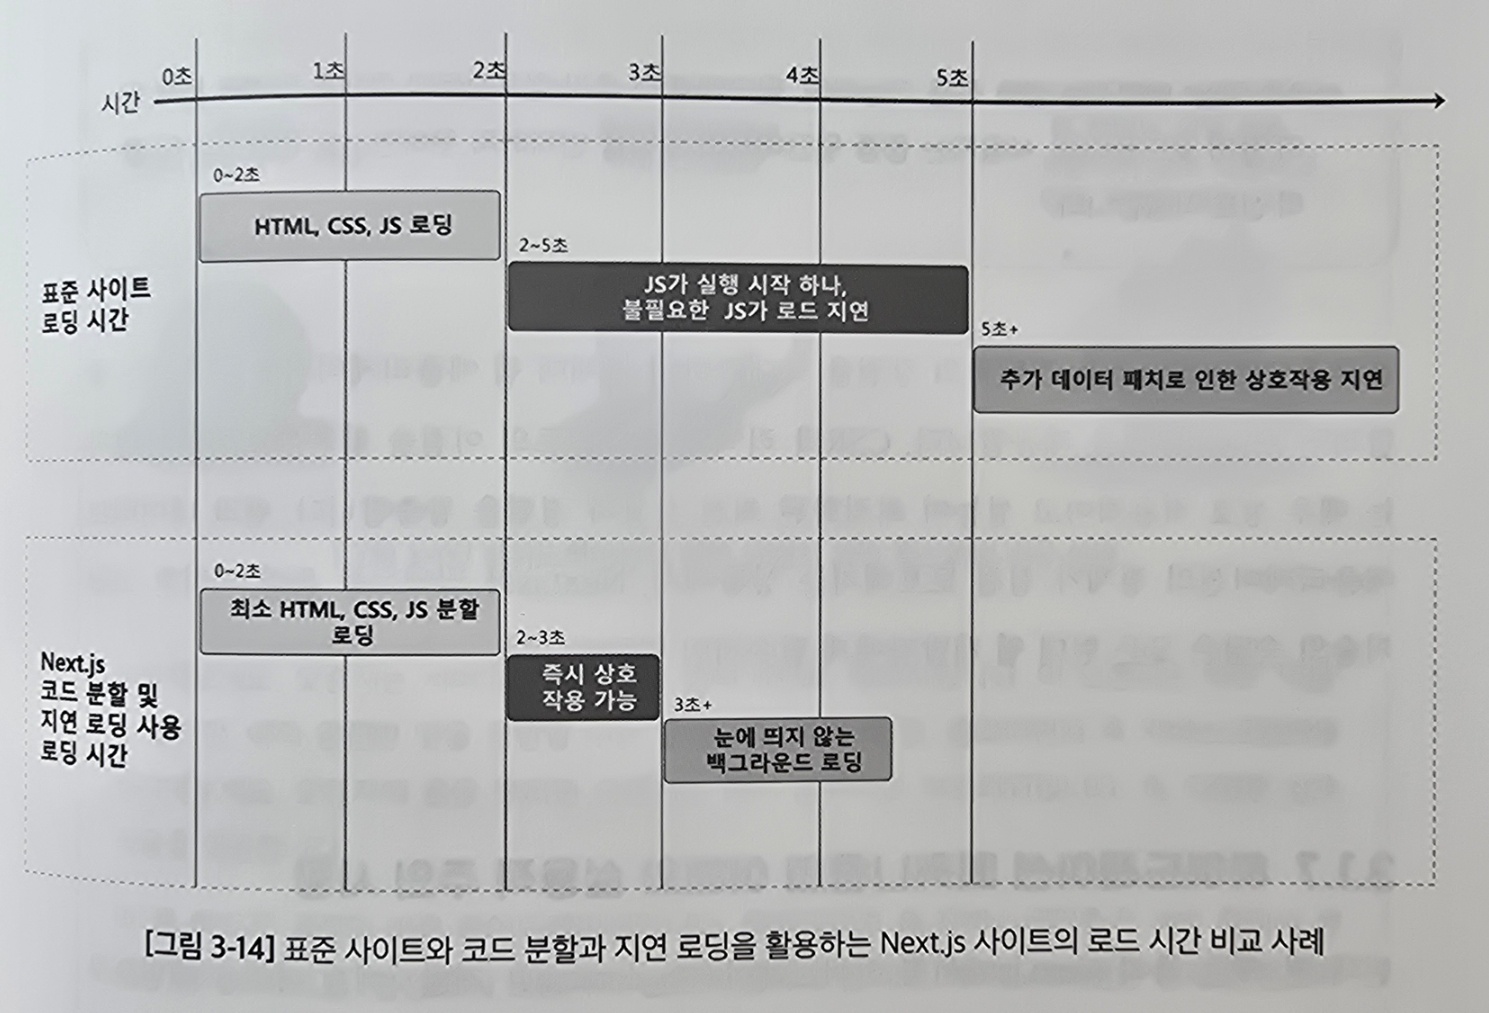 0초 1초 2초 3초 4초 5초
시간
0~2초
HTML, CSS, JS 로딩
2~5초
JS가 실행 시작 하나,
불필요한 JS가 로드 지연
표준 사이트
로딩 시간
5초+
추가 데이터 패치로 인한 상호작용 지연
0~2초
최소 HTML, CSS, JS 분할
로딩
2~3초
즉시 상호
작용 가능
Next.js
코드 분할 및
지연 로딩 사용
로딩 시간
3초+
눈에 띄지 않는
백그라운드 로딩
[그림 3-14] 표준 사이트와 코드 분할과 지연 로딩을 활용하는 Next.js 사이트의 로드 시간 비교 사례